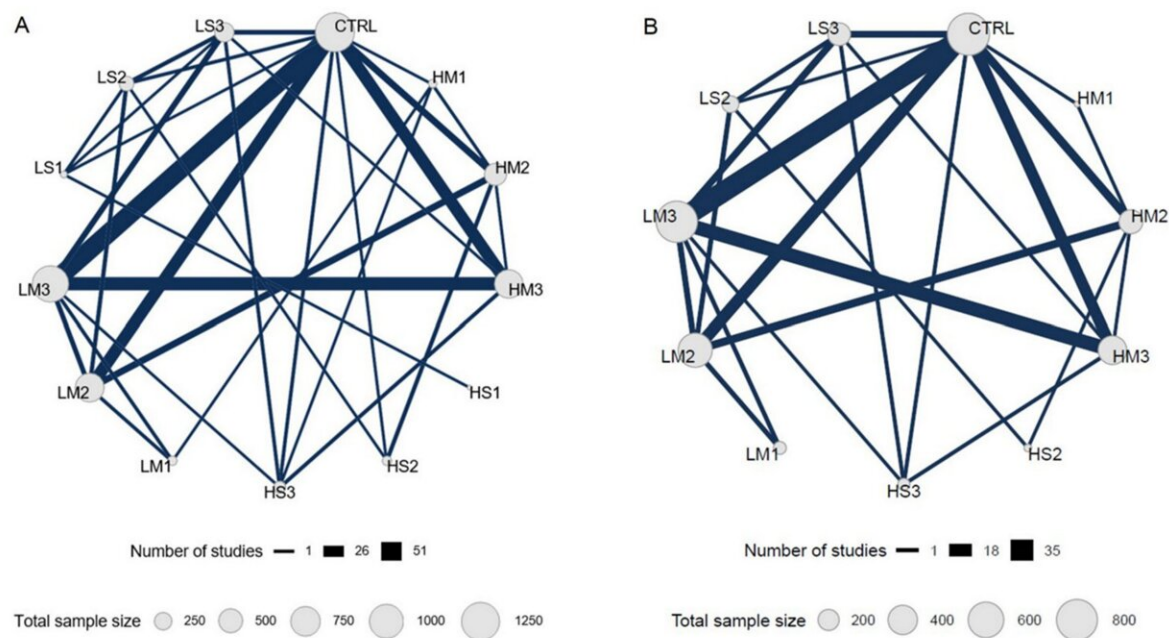 A
LS3
CTRL
LS2
HM1
LS1
HM2
LM3
HM3
LM2
HS1
LM1
HS2
HS3
Number of studies 1 26 51
Total sample size 250 500 750 1000 1250
B
LS3
CTRL
LS2
HM1
LM3
HM2
LM2
HM3
LM1
HS2
HS3
Number of studies 1 18 35
Total sample size 200 400 600 800